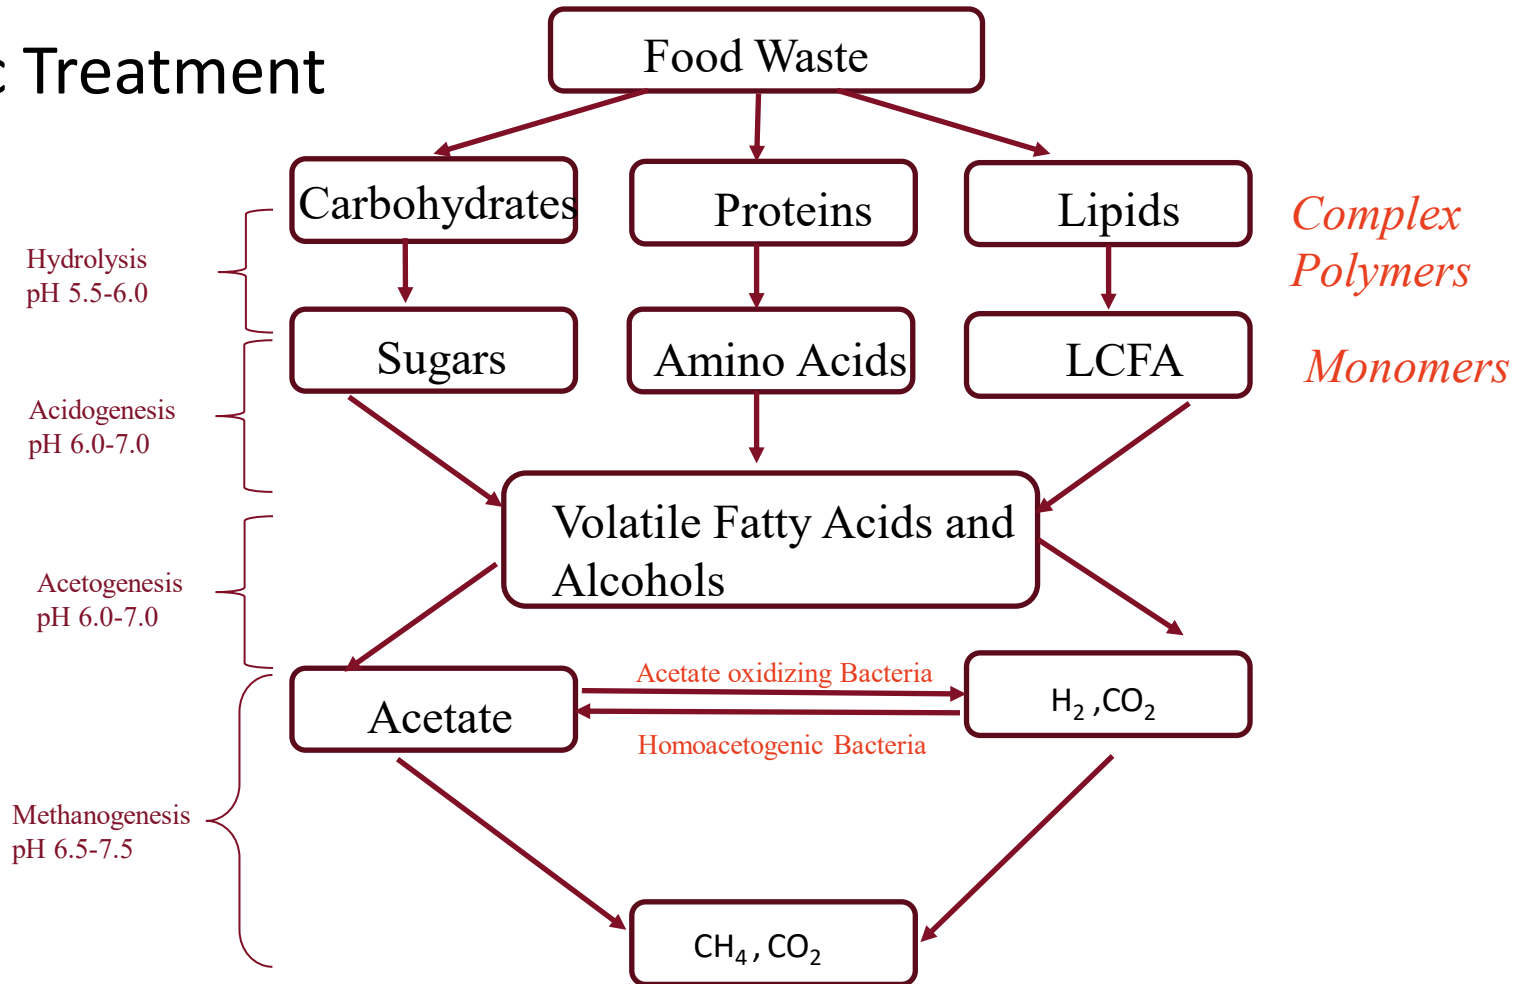 c Treatment
Food Waste
Carbohydrates
Proteins
Lipids
Complex
Polymers
Hydrolysis
pH 5.5-6.0
Sugars
Amino Acids
LCFA
Monomers
Acidogenesis
pH 6.0-7.0
Volatile Fatty Acids and
Alcohols
Acetogenesis
pH 6.0-7.0
Acetate oxidizing Bacteria
Acetate
H₂ ,CO₂
Homoacetogenic Bacteria
Methanogenesis
pH 6.5-7.5
CH₄ , CO₂